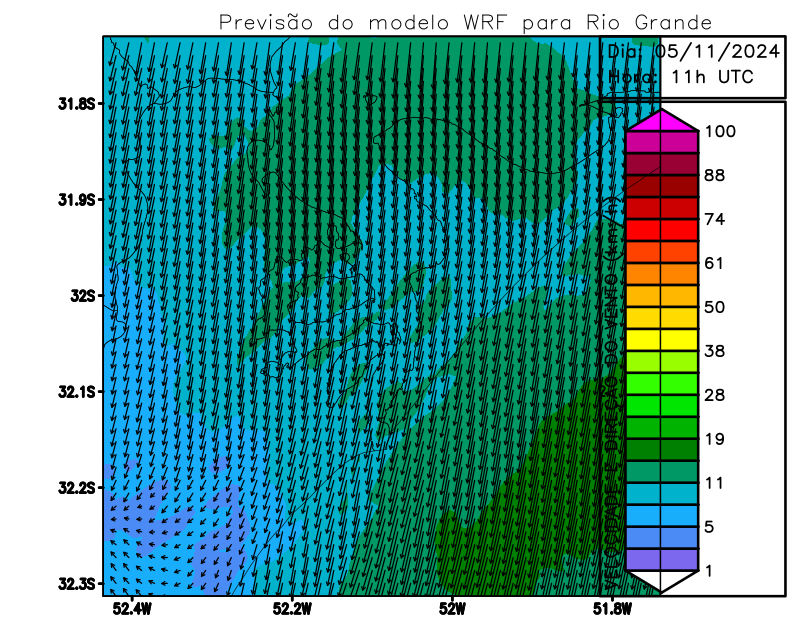 Previsão do modelo WRF para Rio Grande
Dia: 05/11/2024
Hora: 11h UTC
31.8S
31.9S
32S
32.1S
32.2S
32.3S
52.4W
52.2W
52W
51.8W
100
88
74
61
50
38
28
19
11
5
1
VELOCIDADE E DIREÇÃO DO VENTO (km/h)